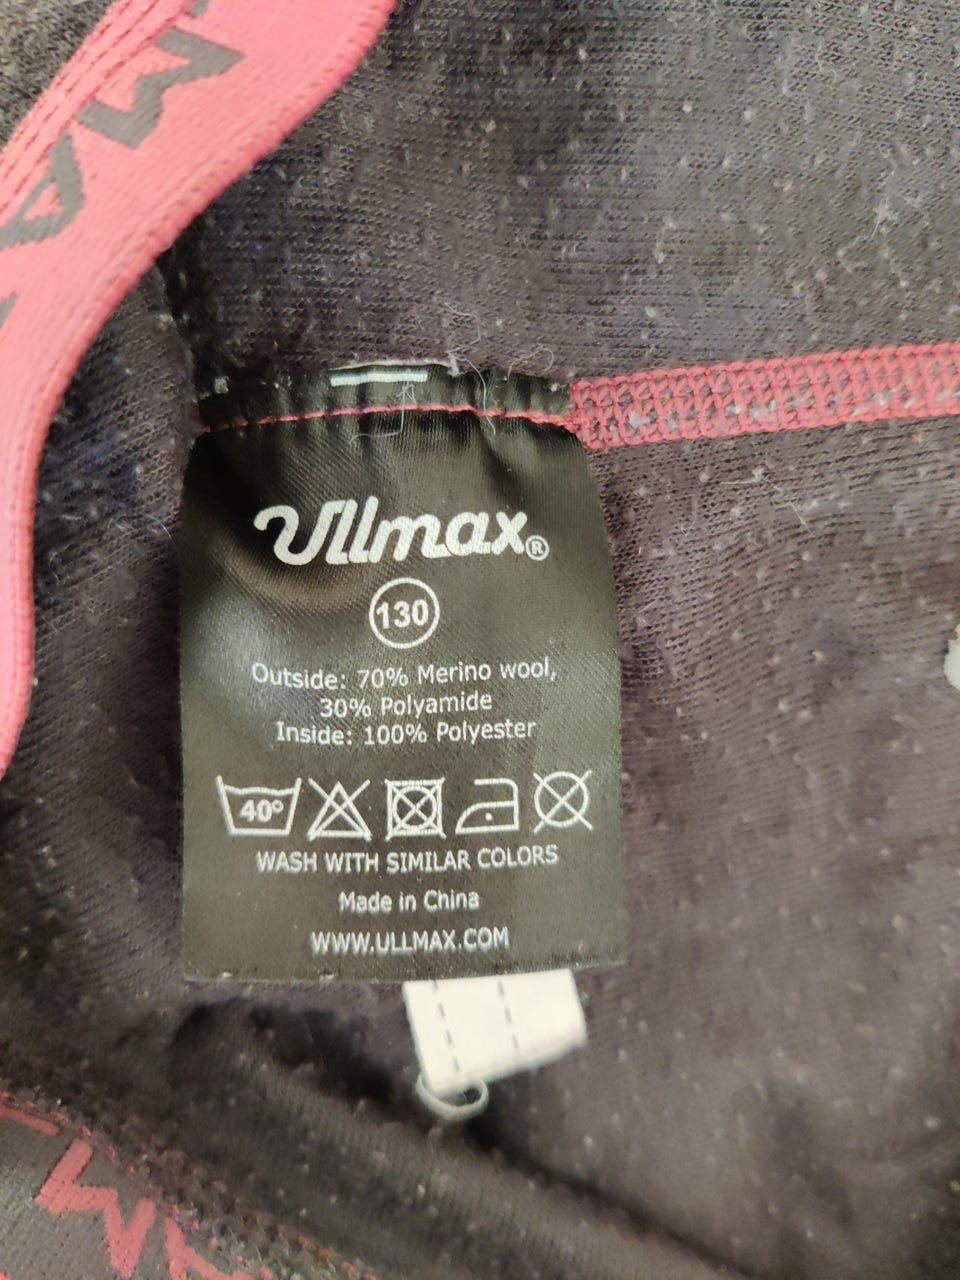 Ullmax®
130
Outside: 70% Merino wool,
30% Polyamide
Inside: 100% Polyester
40°
WASH WITH SIMILAR COLORS
Made in China
WWW.ULLMAX.COM